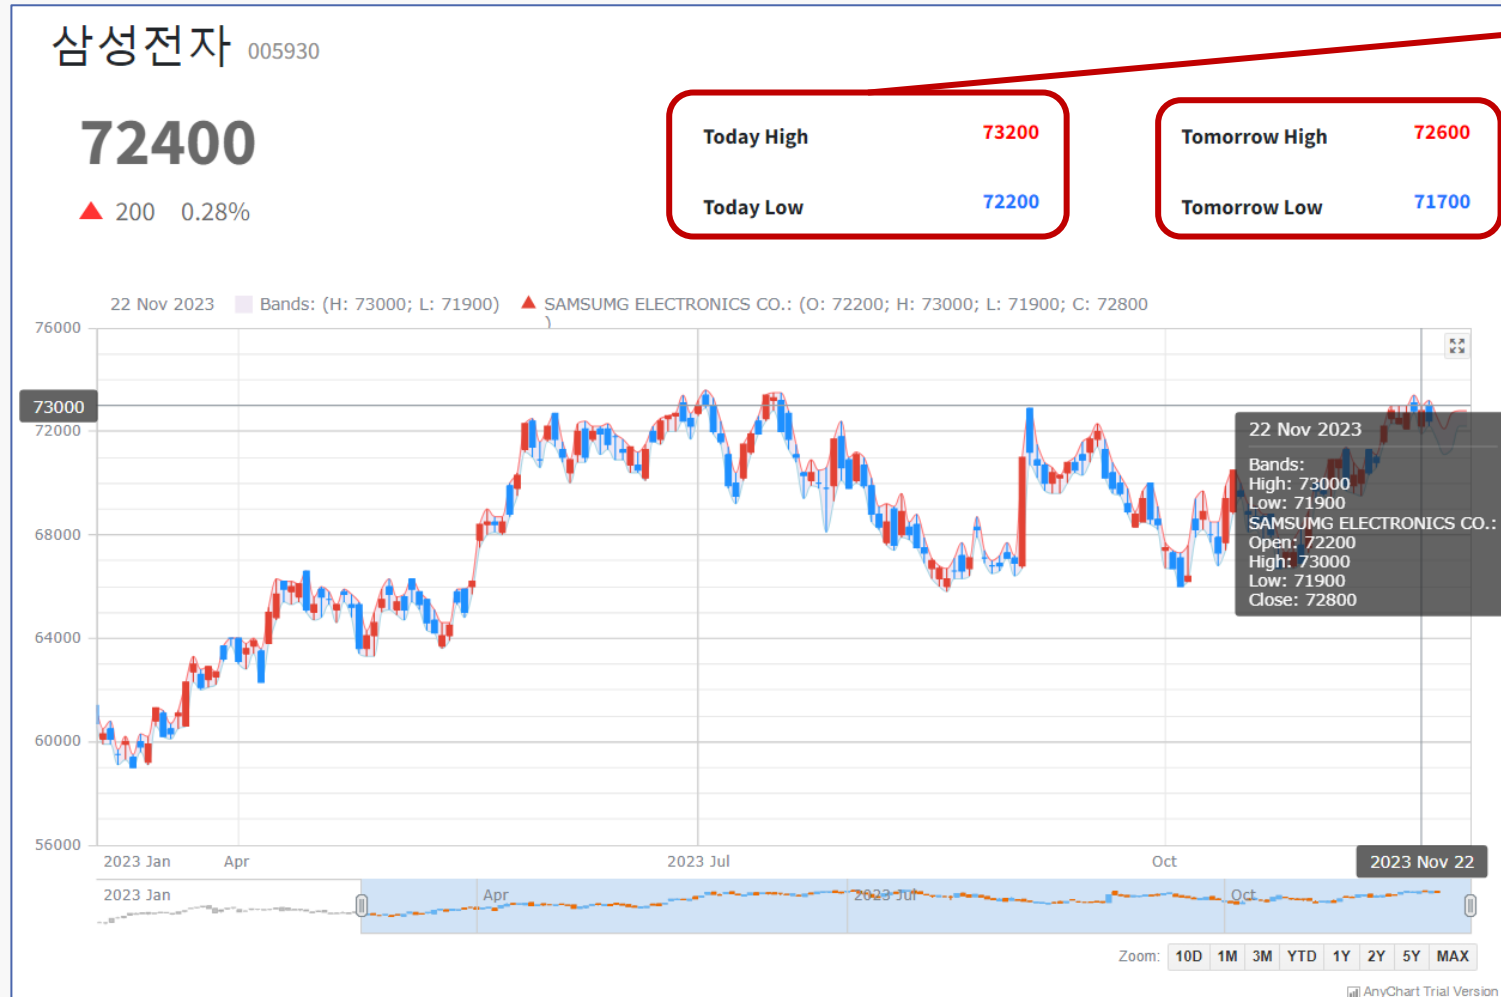 삼성전자 005930
72400
▲ 200 0.28%
Today High 73200
Today Low 72200
Tomorrow High 72600
Tomorrow Low 71700
22 Nov 2023 Bands: (H: 73000; L: 71900) ▲ SAMSUMG ELECTRONICS CO.: (O: 72200; H: 73000; L: 71900; C: 72800
)
76000
73000
72000
68000
64000
60000
56000
22 Nov 2023
Bands:
High: 73000
Low: 71900
SAMSUMG ELECTRONICS CO.:
Open: 72200
High: 73000
Low: 71900
Close: 72800
2023 Jan Apr 2023 Jul Oct 2023 Nov 22
2023 Jan Apr 2023 Jul Oct
Zoom: 10D 1M 3M YTD 1Y 2Y 5Y MAX
AnyChart Trial Version